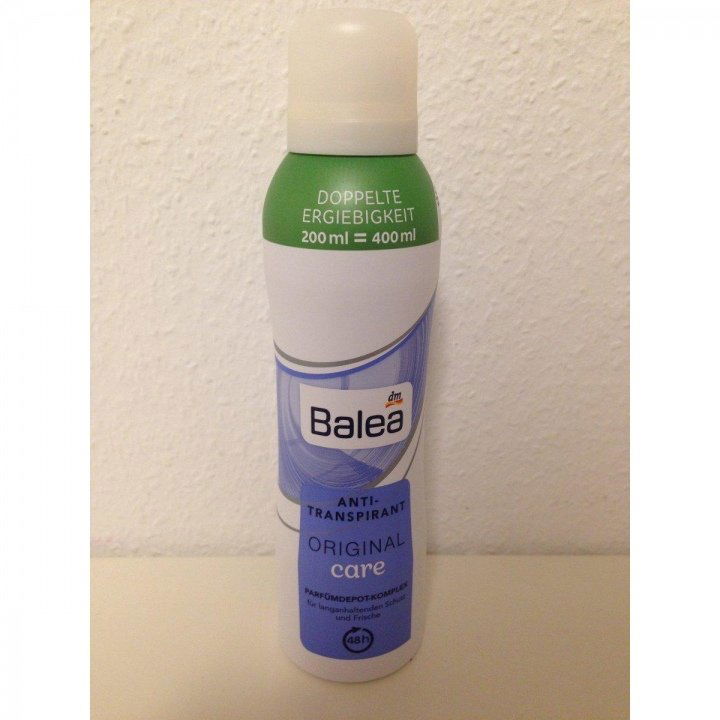 DOPPELTE
ERGIEBIGKEIT
200 ml = 400 ml
dm
Balea
ANTI-
TRANSPIRANT
ORIGINAL
care
PARFÜMDEPOT-KOMPLEX
für langanhaltenden Schutz
und Frische
48h